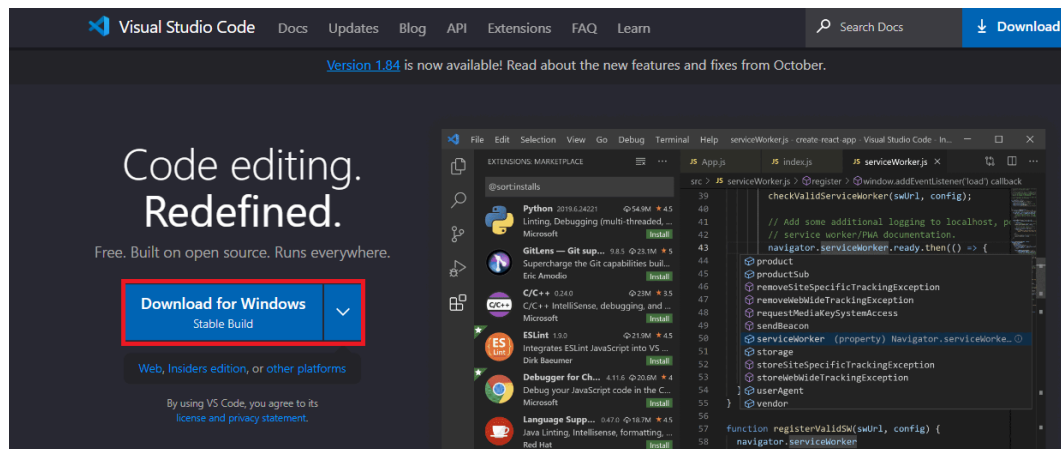 Visual Studio Code Docs Updates Blog API Extensions FAQ Learn Search Docs Download
Version 1.84 is now available! Read about the new features and fixes from October.
Code editing.
Redefined.
Free. Built on open source. Runs everywhere.
Download for Windows
Stable Build
Web, Insiders edition, or other platforms
By using VS Code, you agree to its
license and privacy statement.
File Edit Selection View Go Debug Terminal Help serviceWorker.js - create-react-app - Visual Studio Code - In...
EXTENSIONS: MARKETPLACE
@sort:installs
Python 2019.6.24221 54.9M 4.5
Linting, Debugging (multi-threaded, ...
Microsoft Install
GitLens — Git sup... 9.8.5 23.1M 5
Supercharge the Git capabilities buil...
Eric Amodio Install
C/C++ 0.24.0 23M 3.5
C/C++ IntelliSense, debugging, and ...
Microsoft Install
ESLint 1.9.0 21.9M 4.5
Integrates ESLint JavaScript into VS ...
Dirk Baeumer Install
Debugger for Ch... 4.11.6 20.6M 4
Debug your JavaScript code in the C...
Microsoft Install
Language Supp... 0.47.0 18.7M 4.5
Java Linting, Intellisense, formatting, ...
Red Hat Install
C/C++
ES
Lint
JS App.js JS index.js JS serviceWorker.js
src > JS serviceWorker.js > register > window.addEventListener('load') callback
39 checkValidServiceWorker(swUrl, config);
40
41 // Add some additional logging to localhost, p
42 // service worker/PWA documentation.
43 navigator.serviceWorker.ready.then(() => {
44 product
45 productSub
46 removeSiteSpecificTrackingException
47 removeWebWideTrackingException
48 requestMediaKeySystemAccess
49 sendBeacon
50 serviceWorker (property) Navigator.serviceWorke...
51 storage
52 storeSiteSpecificTrackingException
53 storeWebWideTrackingException
54 } userAgent
55 } vendor
56
57 function registerValidSW(swUrl, config) {
58 navigator.serviceWorker